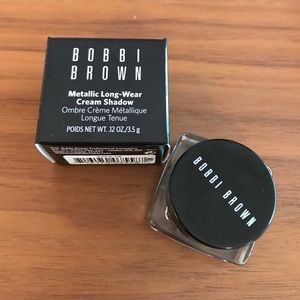 BOBBI
BROWN
Metallic Long-Wear
Cream Shadow
Ombre Crème Métallique
Longue Tenue
POIDS NET WT. .12 OZ./3.5 g
BOBBI BROWN